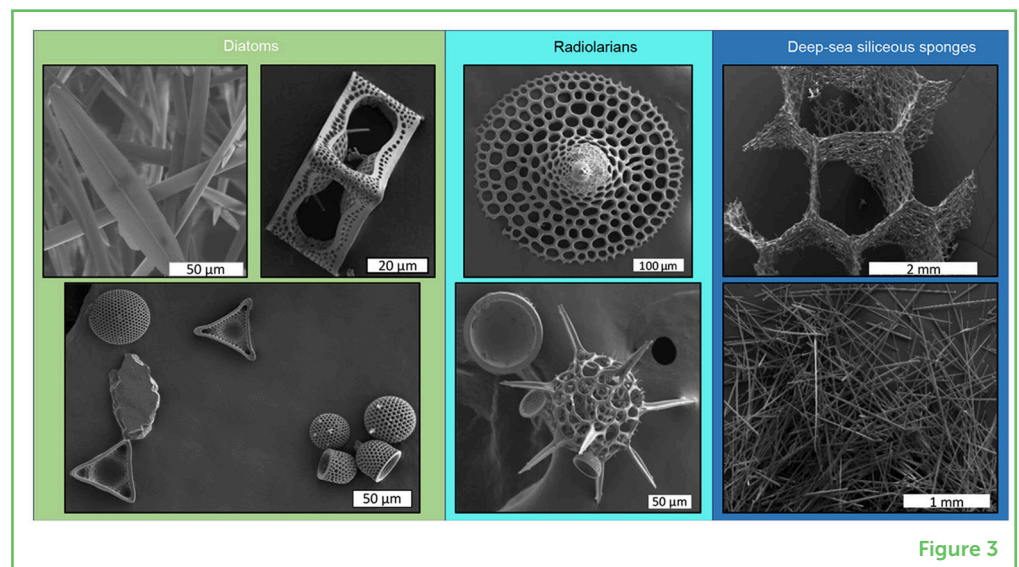 Diatoms
Radiolarians
Deep-sea siliceous sponges
50 µm
20 µm
100 µm
2 mm
50 µm
50 µm
1 mm
Figure 3